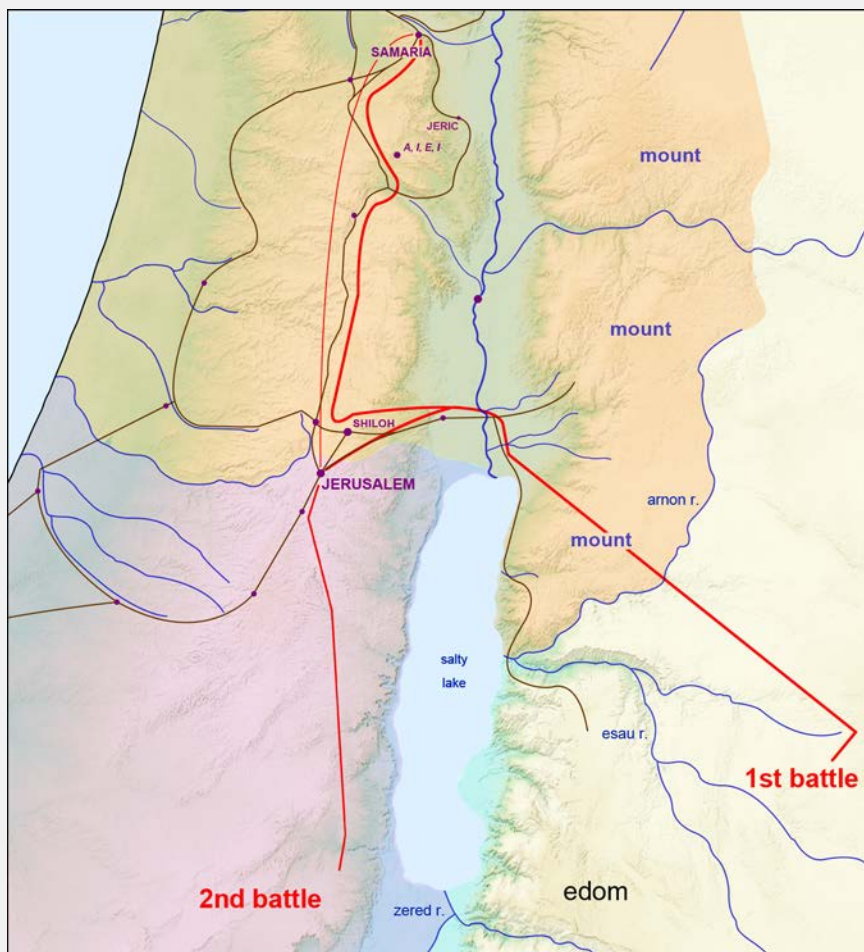 SAMARIA
JERIC
A, I, E, I
mount
mount
SHILOH
JERUSALEM
arnon r.
mount
salty
lake
esau r.
1st battle
2nd battle
edom
zered r.